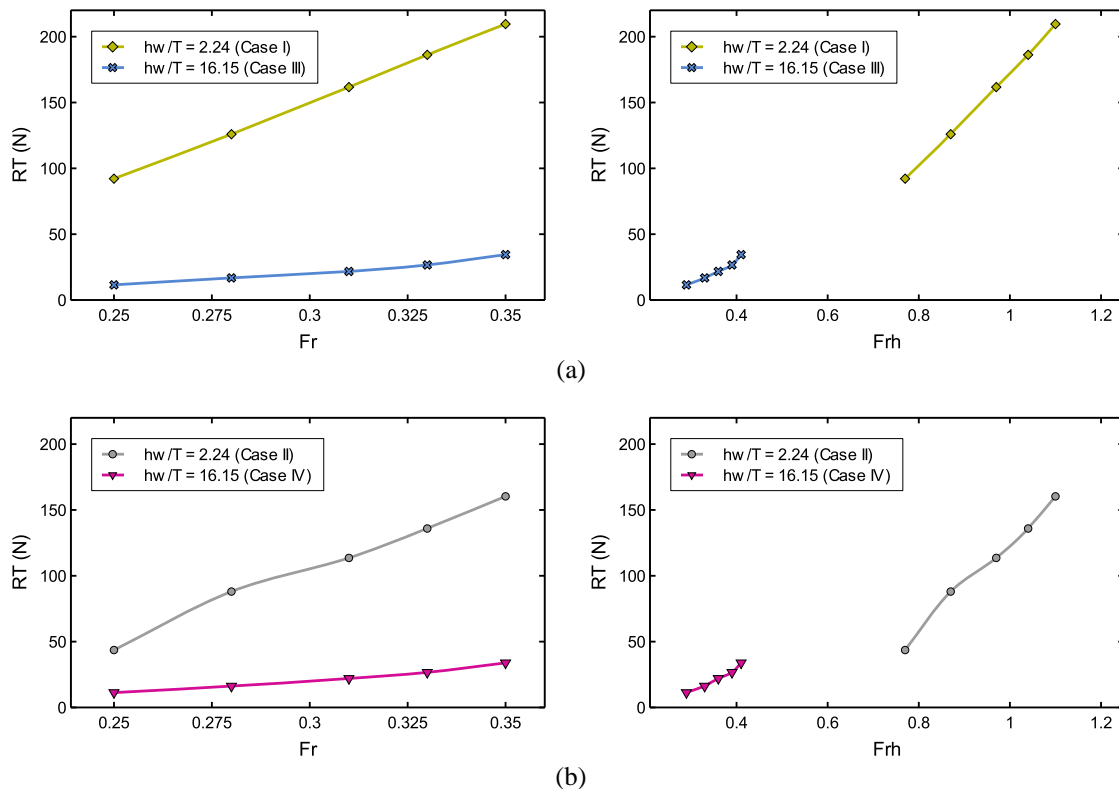 hw /T = 2.24 (Case I)
hw /T = 16.15 (Case III)
RT (N)
200
150
100
50
0
0.25
0.275
0.3
0.325
0.35
Fr
hw /T = 2.24 (Case I)
hw /T = 16.15 (Case III)
RT (N)
200
150
100
50
0
0.4
0.6
0.8
1
1.2
Frh
(a)
hw /T = 2.24 (Case II)
hw /T = 16.15 (Case IV)
RT (N)
200
150
100
50
0
0.25
0.275
0.3
0.325
0.35
Fr
hw /T = 2.24 (Case II)
hw /T = 16.15 (Case IV)
RT (N)
200
150
100
50
0
0.4
0.6
0.8
1
1.2
Frh
(b)